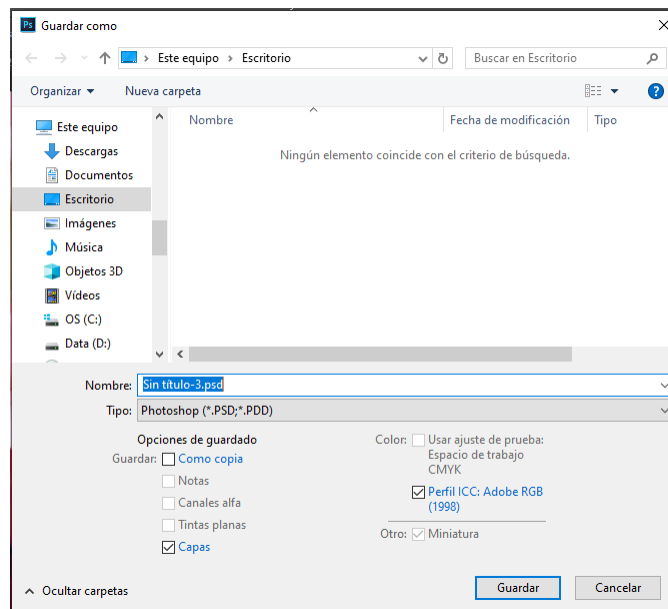 Ps Guardar como
Este equipo > Escritorio
Buscar en Escritorio
Organizar
Nueva carpeta
?
Este equipo
Descargas
Documentos
Escritorio
Imágenes
Música
Objetos 3D
Vídeos
OS (C:)
Data (D:)
Nombre
Fecha de modificación
Tipo
Ningún elemento coincide con el criterio de búsqueda.
Nombre: Sin título-3.psd
Tipo: Photoshop (*.PSD;*.PDD)
Opciones de guardado
Guardar: Como copia
Notas
Canales alfa
Tintas planas
Capas
Color: Usar ajuste de prueba:
Espacio de trabajo
CMYK
Perfil ICC: Adobe RGB
(1998)
Otro: Miniatura
Ocultar carpetas
Guardar
Cancelar